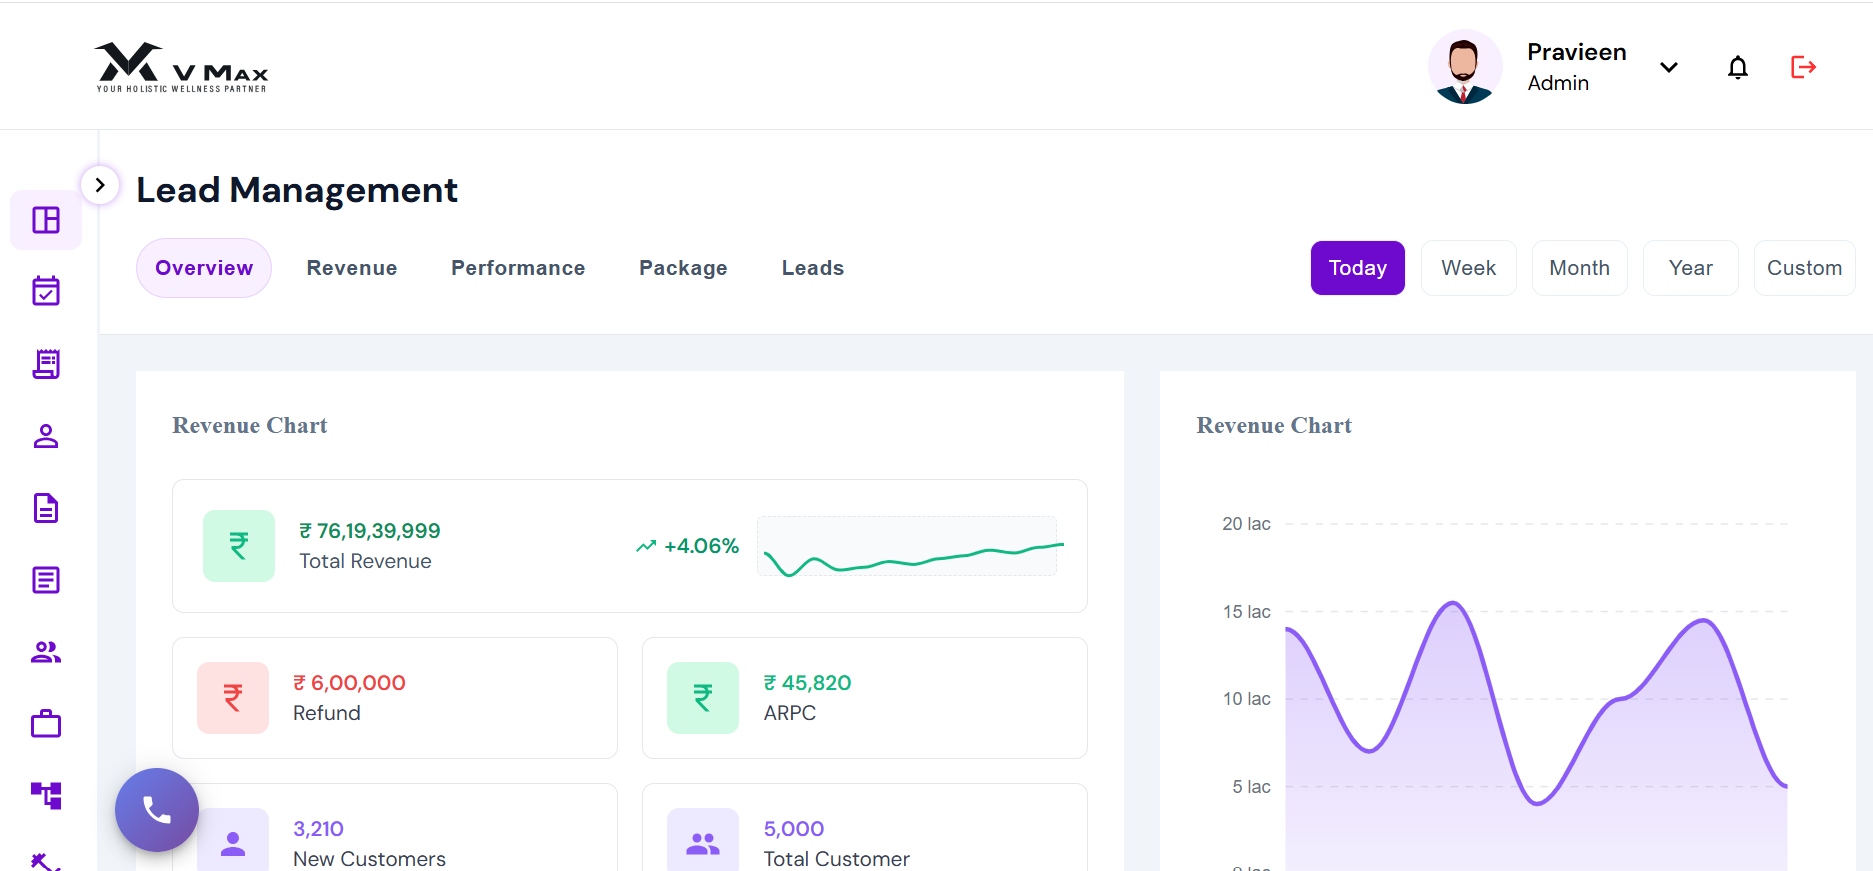 V MAX
YOUR HOLISTIC WELLNESS PARTNER
Pravieen
Admin
Lead Management
Overview
Revenue
Performance
Package
Leads
Today
Week
Month
Year
Custom
Revenue Chart
₹
₹ 76,19,39,999
Total Revenue
+4.06%
₹
₹ 6,00,000
Refund
₹
₹ 45,820
ARPC
3,210
New Customers
5,000
Total Customer
Revenue Chart
20 lac
15 lac
10 lac
5 lac